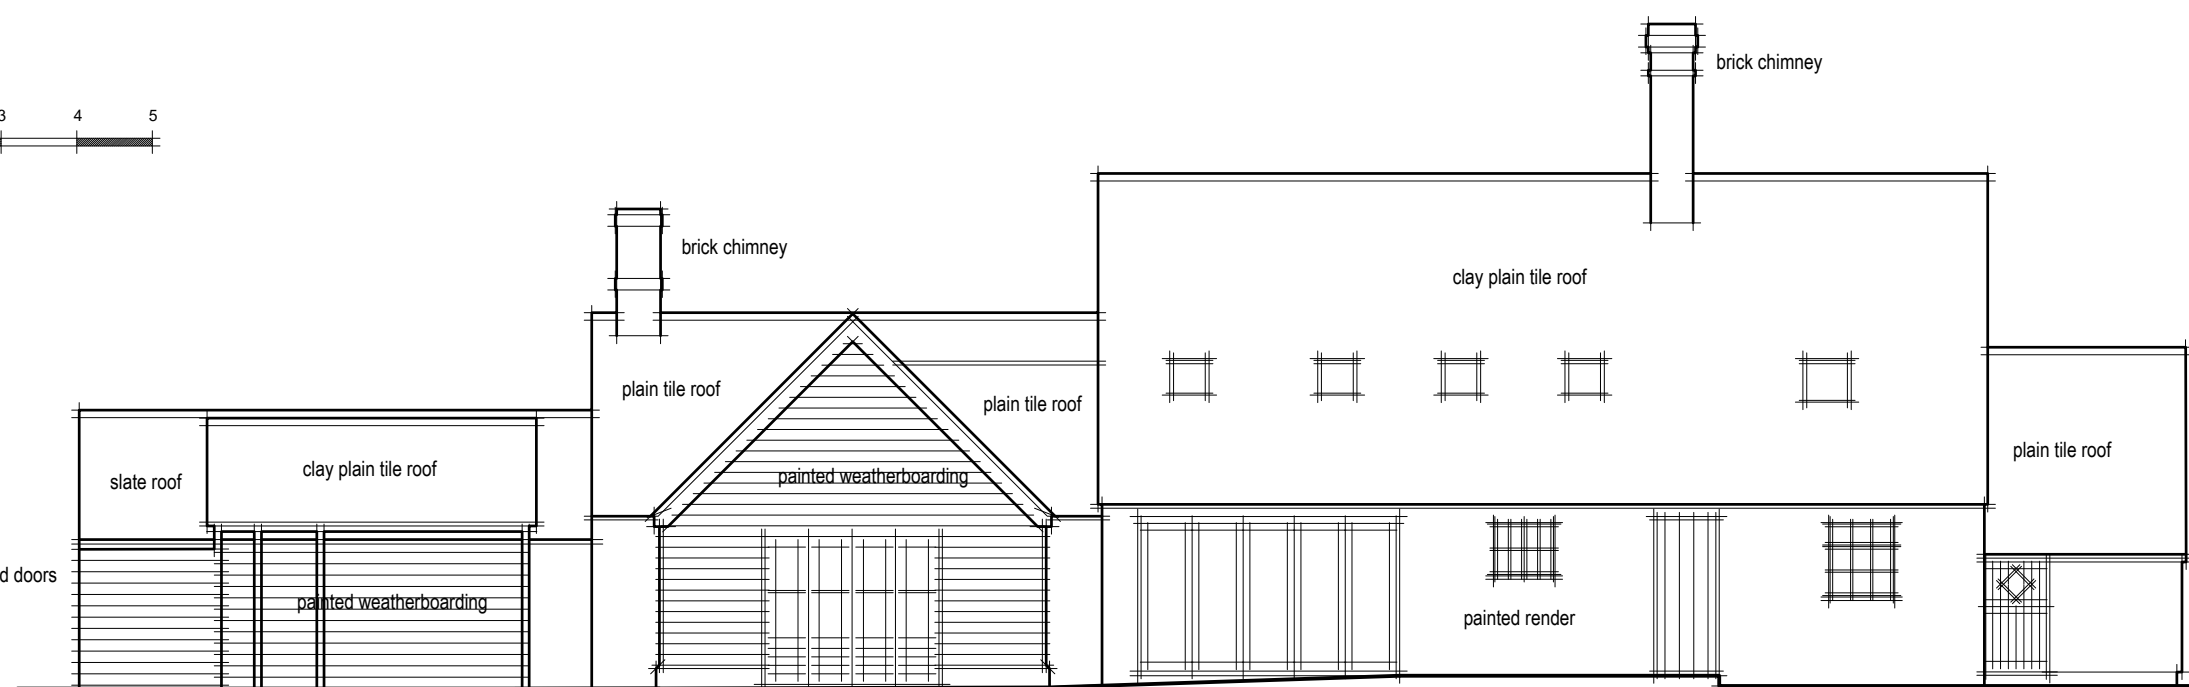 brick chimney
3 4 5
brick chimney
clay plain tile roof
plain tile roof
plain tile roof
plain tile roof
clay plain tile roof
painted weatherboarding
slate roof
d doors
painted weatherboarding
painted render